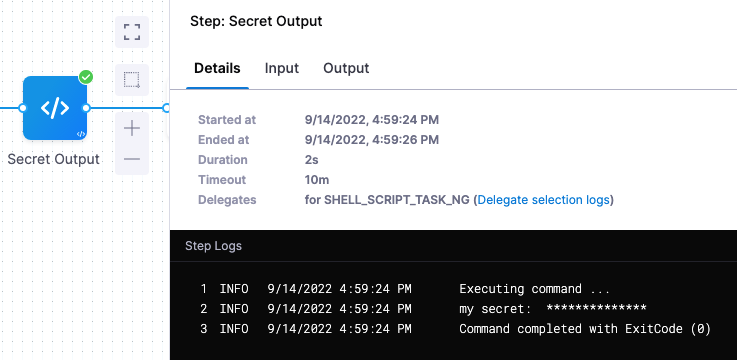 Step: Secret Output
Details Input Output
Started at 9/14/2022, 4:59:24 PM
Ended at 9/14/2022, 4:59:26 PM
Duration 2s
Timeout 10m
Delegates for SHELL_SCRIPT_TASK_NG (Delegate selection logs)
Secret Output
Step Logs
1 INFO 9/14/2022 4:59:24 PM Executing command ...
2 INFO 9/14/2022 4:59:24 PM my secret: **************
3 INFO 9/14/2022 4:59:24 PM Command completed with ExitCode (0)